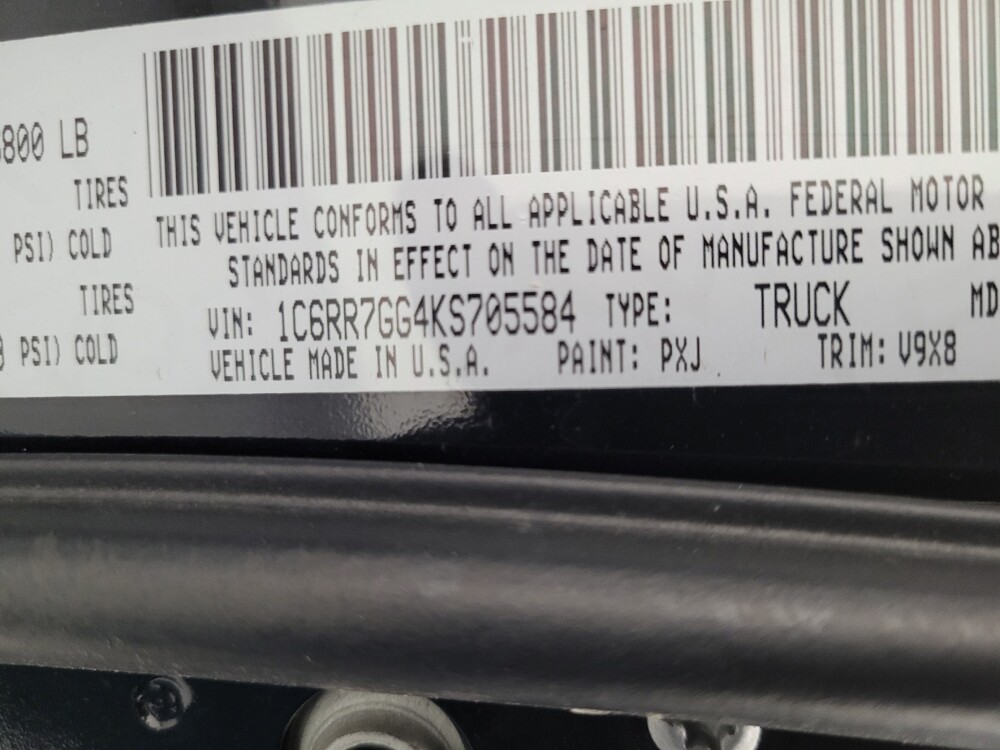 800 LB
TIRES
PSI) COLD
TIRES
PSI) COLD
THIS VEHICLE CONFORMS TO ALL APPLICABLE U.S.A. FEDERAL MOTOR
STANDARDS IN EFFECT ON THE DATE OF MANUFACTURE SHOWN AB
VIN: 1C6RR7GG4KS705584 TYPE: TRUCK MD
VEHICLE MADE IN U.S.A. PAINT: PXJ TRIM: V9X8